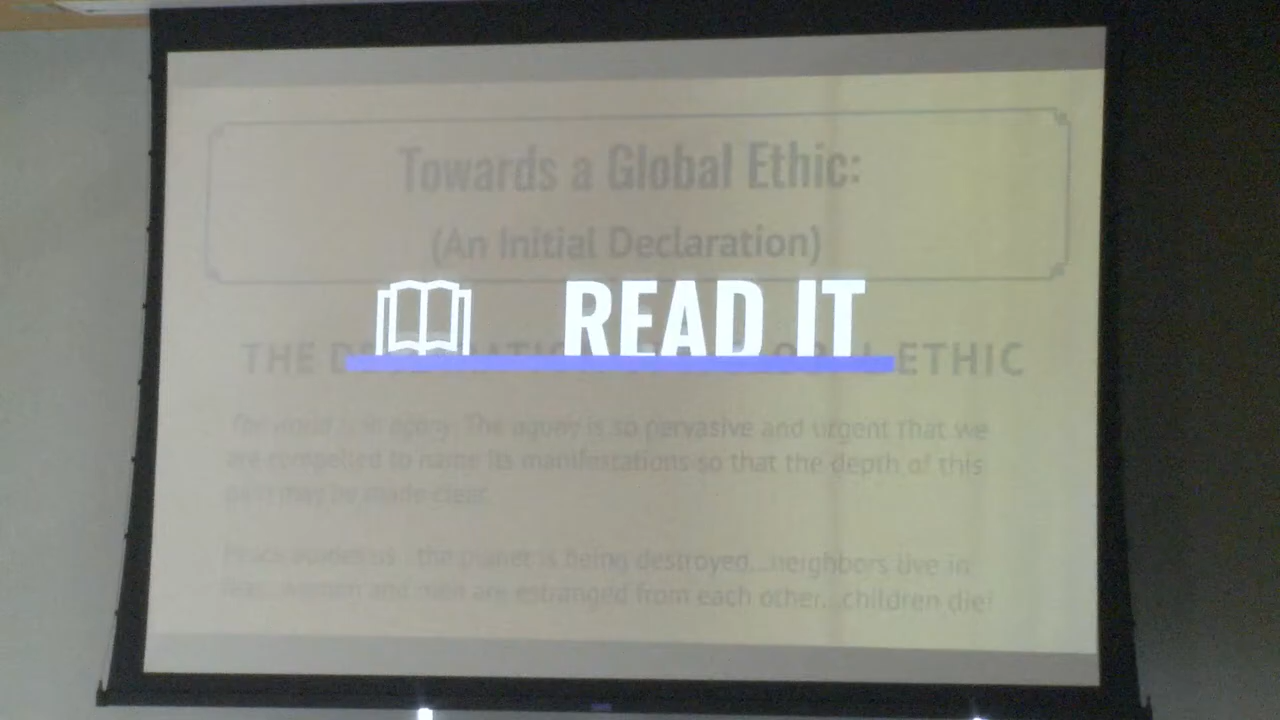 Towards a Global Ethic:
(An Initial Declaration)
READ IT
THE ETHIC
The world is in agony. The agony is so pervasive and urgent that we
are compelled to name its manifestations so that the depth of this
pain may be made clear.
Peace eludes us...the planet is being destroyed...neighbors live in
fear...women and men are estranged from each other...children die!